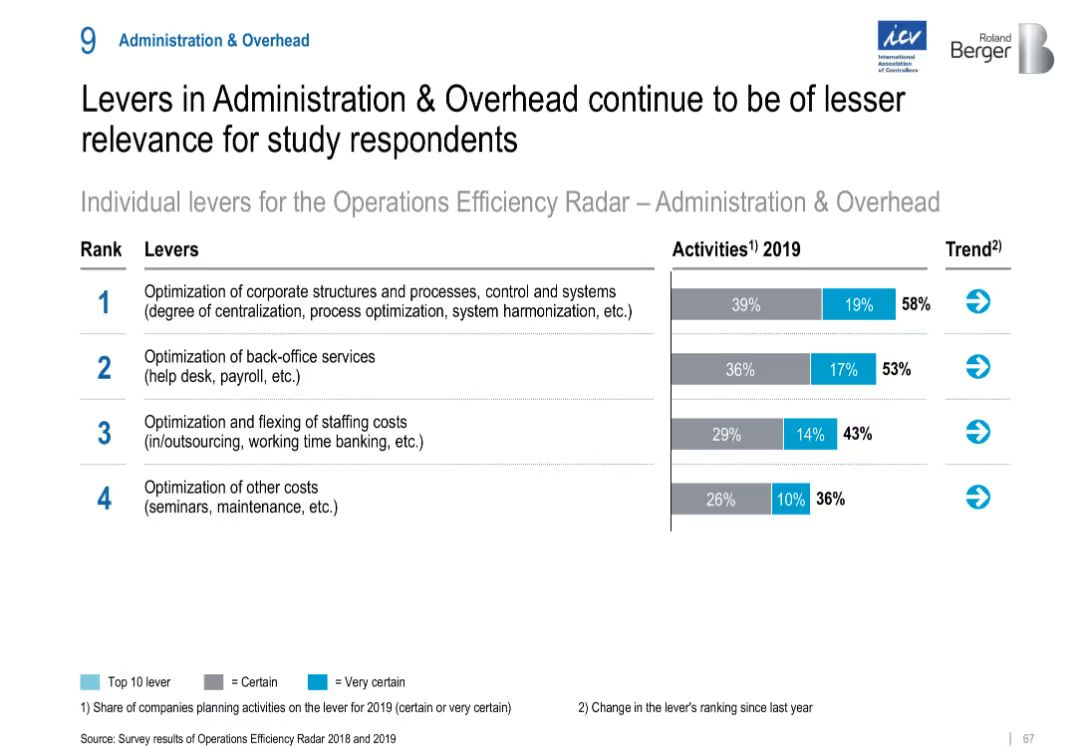 9 Administration & Overhead
icv
International
Association
of Controllers
Roland
Berger
B
Levers in Administration & Overhead continue to be of lesser
relevance for study respondents
Individual levers for the Operations Efficiency Radar – Administration & Overhead
Rank Levers Activities1) 2019 Trend2)
1 Optimization of corporate structures and processes, control and systems
(degree of centralization, process optimization, system harmonization, etc.)
39% 19% 58%
2 Optimization of back-office services
(help desk, payroll, etc.)
36% 17% 53%
3 Optimization and flexing of staffing costs
(in/outsourcing, working time banking, etc.)
29% 14% 43%
4 Optimization of other costs
(seminars, maintenance, etc.)
26% 10% 36%
Top 10 lever = Certain = Very certain
1) Share of companies planning activities on the lever for 2019 (certain or very certain) 2) Change in the lever's ranking since last year
Source: Survey results of Operations Efficiency Radar 2018 and 2019 67